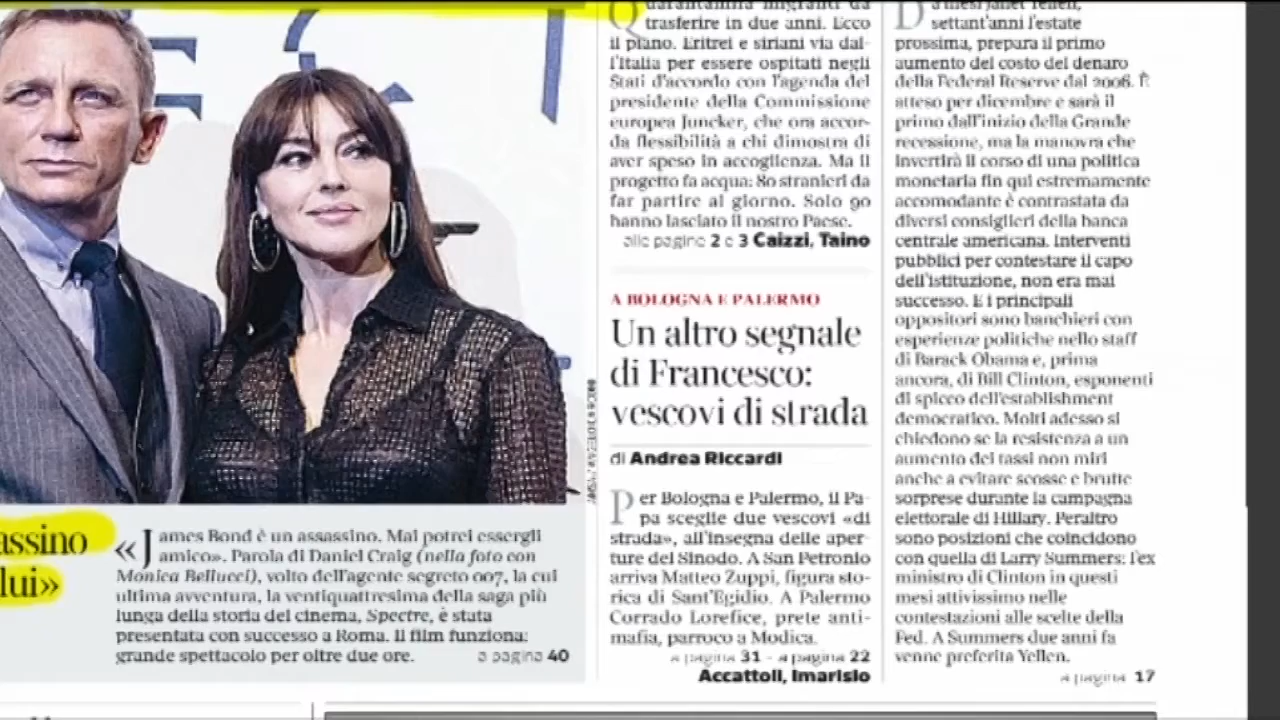 assino
lui»
«James Bond è un assassino. Mai potrei essergli
amico». Parola di Daniel Craig (nella foto con
Monica Bellucci), volto dell'agente segreto 007, la cui
ultima avventura, la ventiquattresima della saga più
lunga della storia del cinema, Spectre, è stata
presentata con successo a Roma. Il film funziona:
grande spettacolo per oltre due ore. a pagina 40
Quarantamila migranti da
trasferire in due anni. Ecco
il piano. Eritrei e siriani via dal-
l'Italia per essere ospitati negli
Stati d'accordo con l'agenda del
presidente della Commissione
europea Juncker, che ora accor-
da flessibilità a chi dimostra di
aver speso in accoglienza. Ma il
progetto fa acqua: 80 stranieri da
far partire al giorno. Solo 90
hanno lasciato il nostro Paese.
alle pagine 2 e 3 Caizzi, Taino
A BOLOGNA E PALERMO
Un altro segnale
di Francesco:
vescovi di strada
di Andrea Riccardi
Per Bologna e Palermo, il Pa-
pa sceglie due vescovi «di
strada», all'insegna delle aper-
ture del Sinodo. A San Petronio
arriva Matteo Zuppi, figura sto-
rica di Sant'Egidio. A Palermo
Corrado Lorefice, prete anti-
mafia, parroco a Modica.
a pagina 31 - a pagina 22
Accattoli, Imarisio
Da mesi Janet Yellen,
settant'anni l'estate
prossima, prepara il primo
aumento del costo del denaro
della Federal Reserve dal 2006. È
atteso per dicembre e sarà il
primo dall'inizio della Grande
recessione, ma la manovra che
invertirà il corso di una politica
monetaria fin qui estremamente
accomodante è contrastata da
diversi consiglieri della banca
centrale americana. Interventi
pubblici per contestare il capo
dell'istituzione, non era mai
successo. E i principali
oppositori sono banchieri con
esperienze politiche nello staff
di Barack Obama e, prima
ancora, di Bill Clinton, esponenti
di spicco dell'establishment
democratico. Molti adesso si
chiedono se la resistenza a un
aumento dei tassi non miri
anche a evitare scosse e brutte
sorprese durante la campagna
elettorale di Hillary. Peraltro
sono posizioni che coincidono
con quella di Larry Summers: l'ex
ministro di Clinton in questi
mesi attivissimo nelle
contestazioni alle scelte della
Fed. A Summers due anni fa
venne preferita Yellen.
a pagina 17